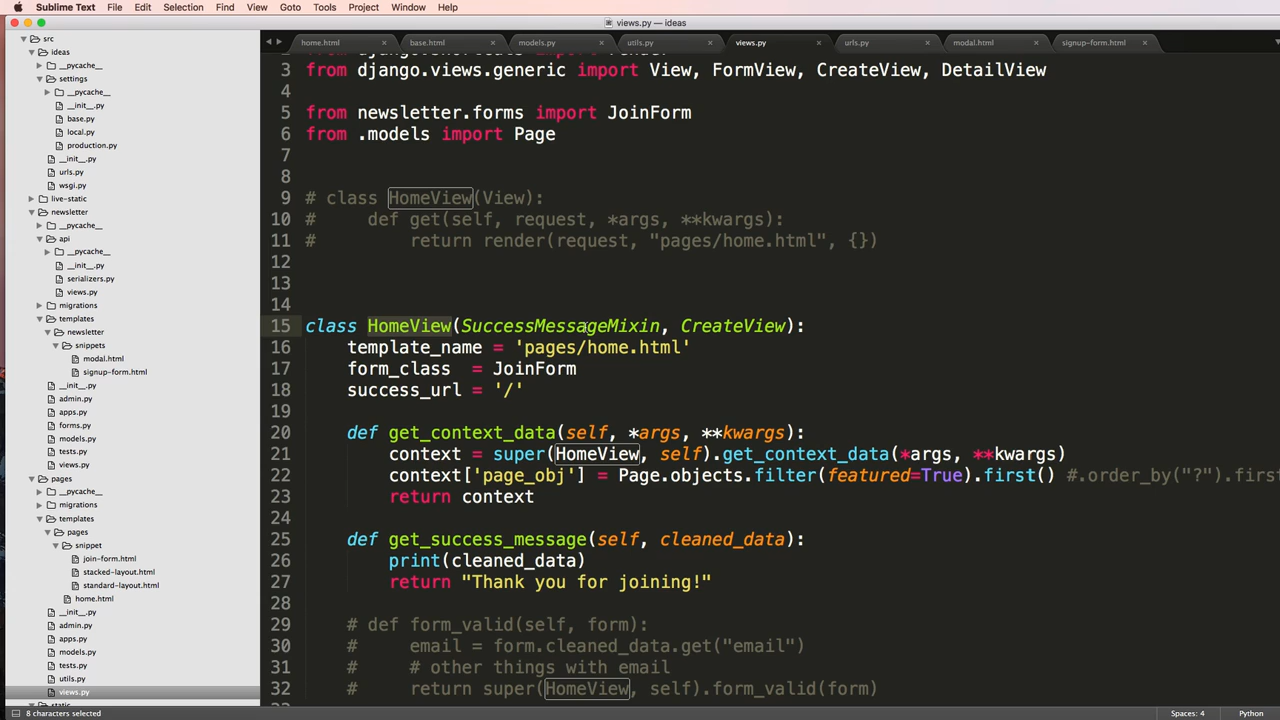 Sublime Text File Edit Selection Find View Goto Tools Project Window Help
views.py — ideas
home.html × base.html × models.py × utils.py × views.py × urls.py × modal.html × signup-form.html ×
src
ideas
__pycache__
settings
__pycache__
__init__.py
base.py
local.py
production.py
__init__.py
urls.py
wsgi.py
live-static
newsletter
__pycache__
api
__pycache__
__init__.py
serializers.py
views.py
migrations
templates
newsletter
snippets
modal.html
signup-form.html
__init__.py
admin.py
apps.py
forms.py
models.py
tests.py
views.py
pages
__pycache__
migrations
templates
pages
snippet
join-form.html
stacked-layout.html
standard-layout.html
home.html
__init__.py
admin.py
apps.py
models.py
tests.py
utils.py
views.py
static
3 from django.views.generic import View, FormView, CreateView, DetailView
4
5 from newsletter.forms import JoinForm
6 from .models import Page
7
8
9 # class HomeView(View):
10 #     def get(self, request, *args, **kwargs):
11 #         return render(request, "pages/home.html", {})
12
13
14
15 class HomeView(SuccessMessageMixin, CreateView):
16     template_name = 'pages/home.html'
17     form_class  = JoinForm
18     success_url = '/'
19
20     def get_context_data(self, *args, **kwargs):
21         context = super(HomeView, self).get_context_data(*args, **kwargs)
22         context['page_obj'] = Page.objects.filter(featured=True).first() #.order_by("?").first
23         return context
24
25     def get_success_message(self, cleaned_data):
26         print(cleaned_data)
27         return "Thank you for joining!"
28
29     # def form_valid(self, form):
30     #     email = form.cleaned_data.get("email")
31     #     # other things with email
32     #     return super(HomeView, self).form_valid(form)
8 characters selected Spaces: 4 Python